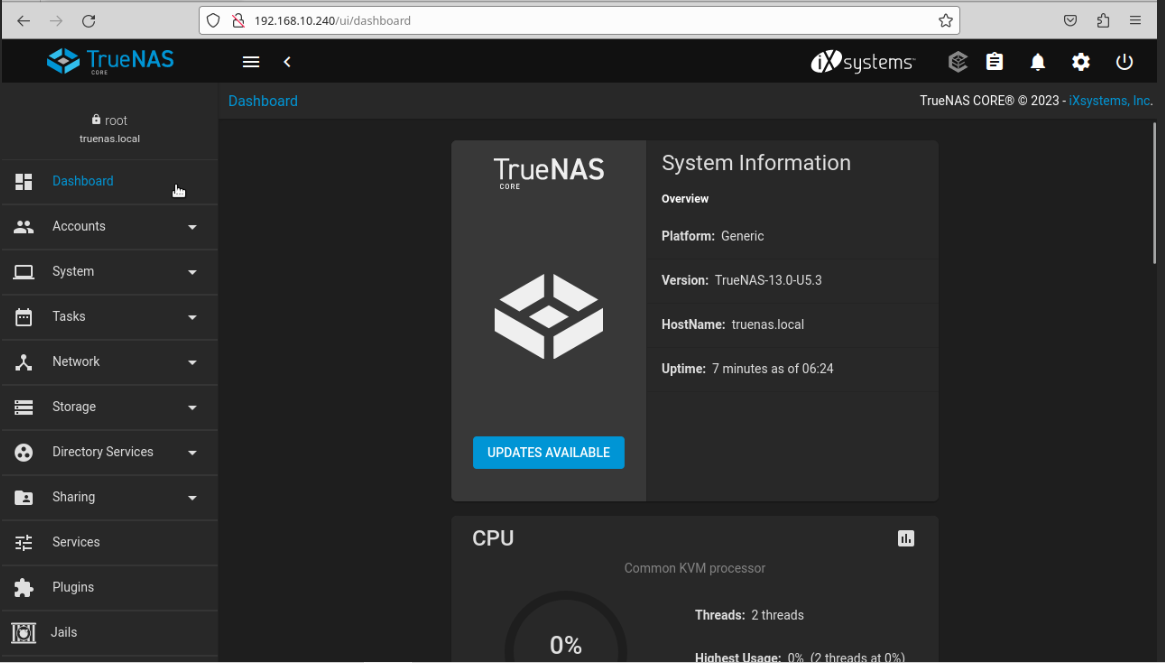 192.168.10.240/ui/dashboard
TrueNAS
CORE
iXsystems
root
truenas.local
Dashboard
Accounts
System
Tasks
Network
Storage
Directory Services
Sharing
Services
Plugins
Jails
Dashboard
TrueNAS CORE® © 2023 - iXsystems, Inc.
TrueNAS
CORE
UPDATES AVAILABLE
System Information
Overview
Platform: Generic
Version: TrueNAS-13.0-U5.3
HostName: truenas.local
Uptime: 7 minutes as of 06:24
CPU
Common KVM processor
0%
Threads: 2 threads
Highest Usage: 0% (2 threads at 0%)